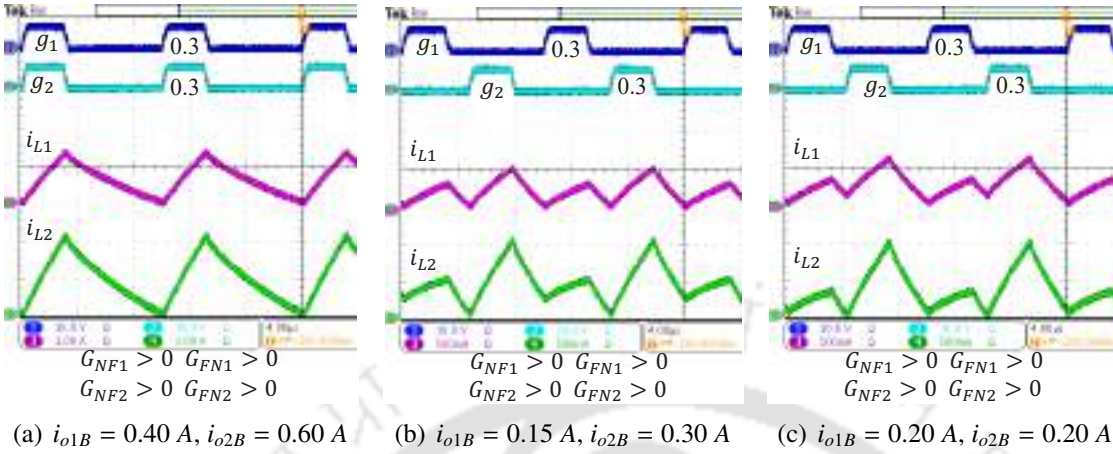 g1
0.3
g2
0.3
iL1
iL2
GNF1 > 0 GFN1 > 0
GNF2 > 0 GFN2 > 0
(a) io1B = 0.40 A, io2B = 0.60 A
g1
0.3
g2
0.3
iL1
iL2
GNF1 > 0 GFN1 > 0
GNF2 > 0 GFN2 > 0
(b) io1B = 0.15 A, io2B = 0.30 A
g1
0.3
g2
0.3
iL1
iL2
GNF1 > 0 GFN1 > 0
GNF2 > 0 GFN2 > 0
(c) io1B = 0.20 A, io2B = 0.20 A